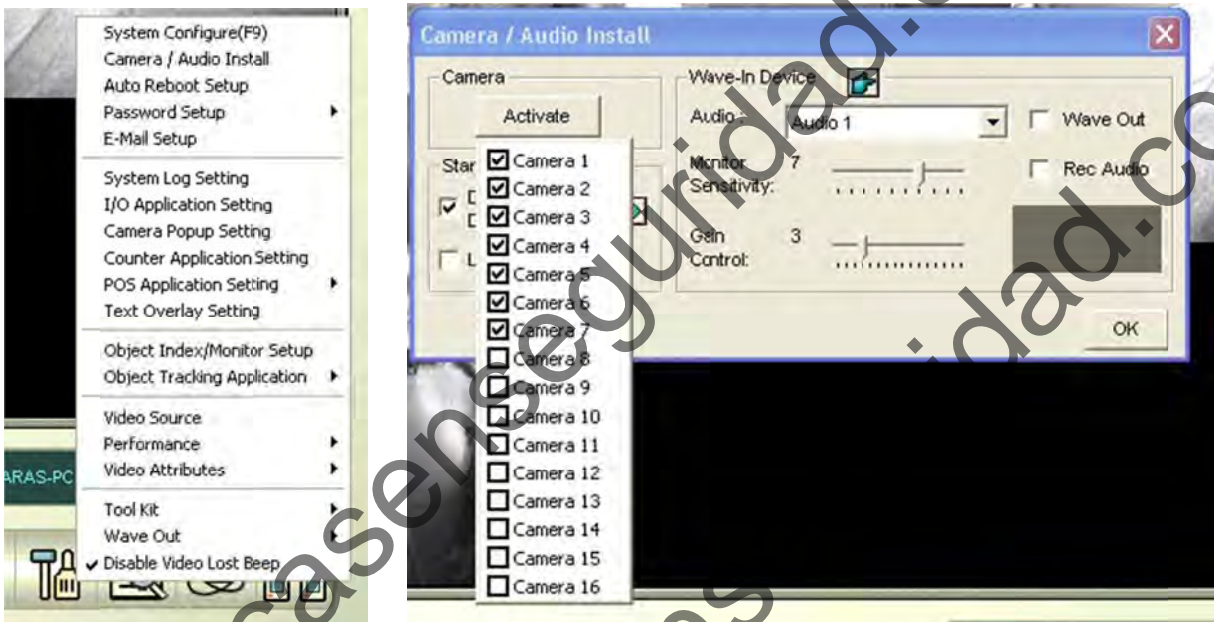 System Configure(F9)
Camera / Audio Install
Auto Reboot Setup
Password Setup
E-Mail Setup
System Log Setting
I/O Application Setting
Camera Popup Setting
Counter Application Setting
POS Application Setting
Text Overlay Setting
Object Index/Monitor Setup
Object Tracking Application
Video Source
Performance
Video Attributes
Tool Kit
Wave Out
Disable Video Lost Beep
ARAS-PC
Camera / Audio Install
Camera
Activate
Star
L
Camera 1
Camera 2
Camera 3
Camera 4
Camera 5
Camera 6
Camera 7
Camera 8
Camera 9
Camera 10
Camera 11
Camera 12
Camera 13
Camera 14
Camera 15
Camera 16
Wave-In Device
Audio : Audio 1
Wave Out
Monitor Sensitivity: 7
Rec Audio
Gain Control: 3
OK
casenseguridad.co